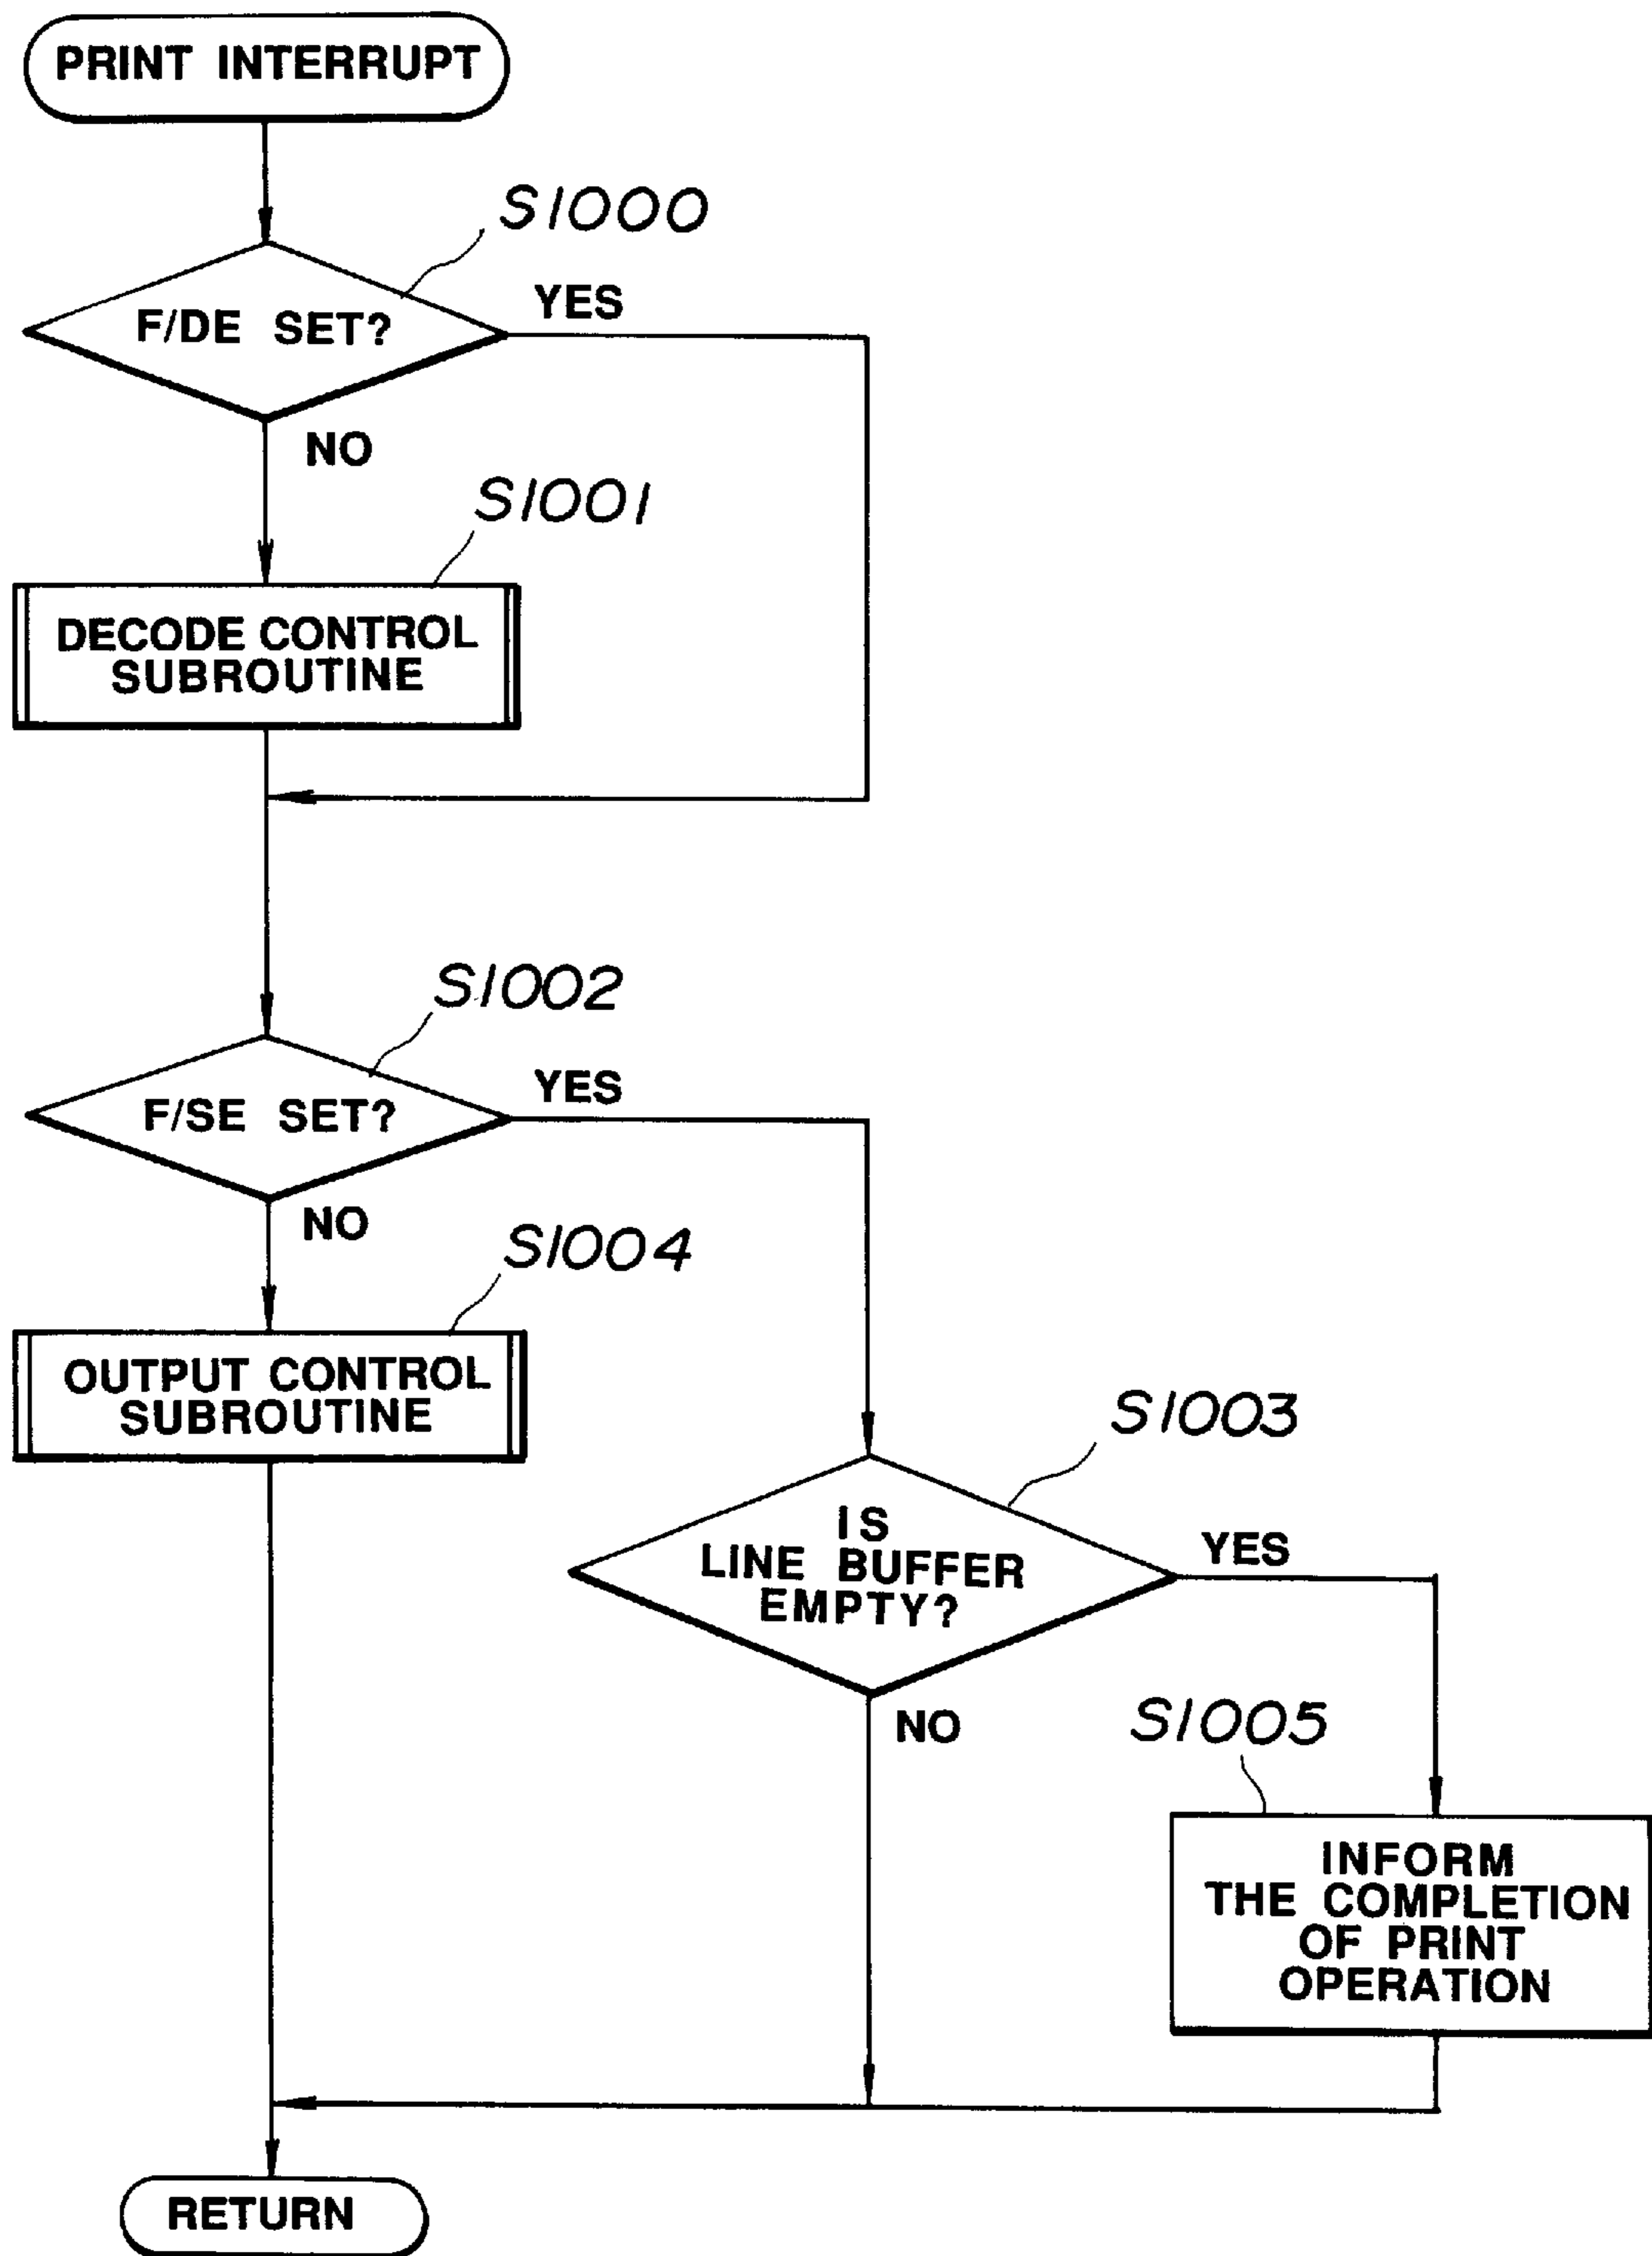 PRINT INTERRUPT
S1000
F/DE SET?
YES
NO
S1001
DECODE CONTROL
SUBROUTINE
S1002
F/SE SET?
YES
NO
S1004
OUTPUT CONTROL
SUBROUTINE
S1003
IS
LINE BUFFER
EMPTY?
YES
NO
S1005
INFORM
THE COMPLETION
OF PRINT
OPERATION
RETURN